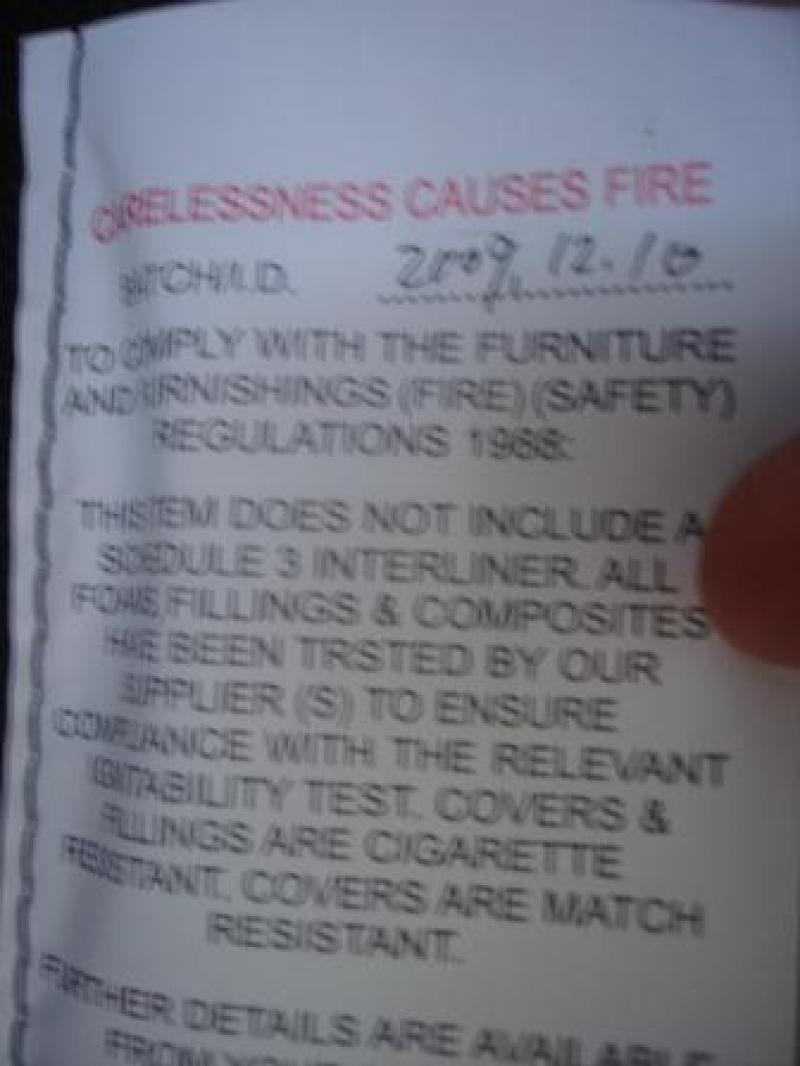 CARELESSNESS CAUSES FIRE
BATCH/I.D. 2009.12.10
TO COMPLY WITH THE FURNITURE
AND FURNISHINGS (FIRE) (SAFETY)
REGULATIONS 1988:
THIS ITEM DOES NOT INCLUDE A
SCHEDULE 3 INTERLINER. ALL
FOAMS, FILLINGS & COMPOSITES
HAVE BEEN TRSTED BY OUR
SUPPLIER (S) TO ENSURE
COMPLIANCE WITH THE RELEVANT
IGNITABILITY TEST. COVERS &
FILLINGS ARE CIGARETTE
RESISTANT. COVERS ARE MATCH
RESISTANT.
FURTHER DETAILS ARE AVAILABLE
FROM